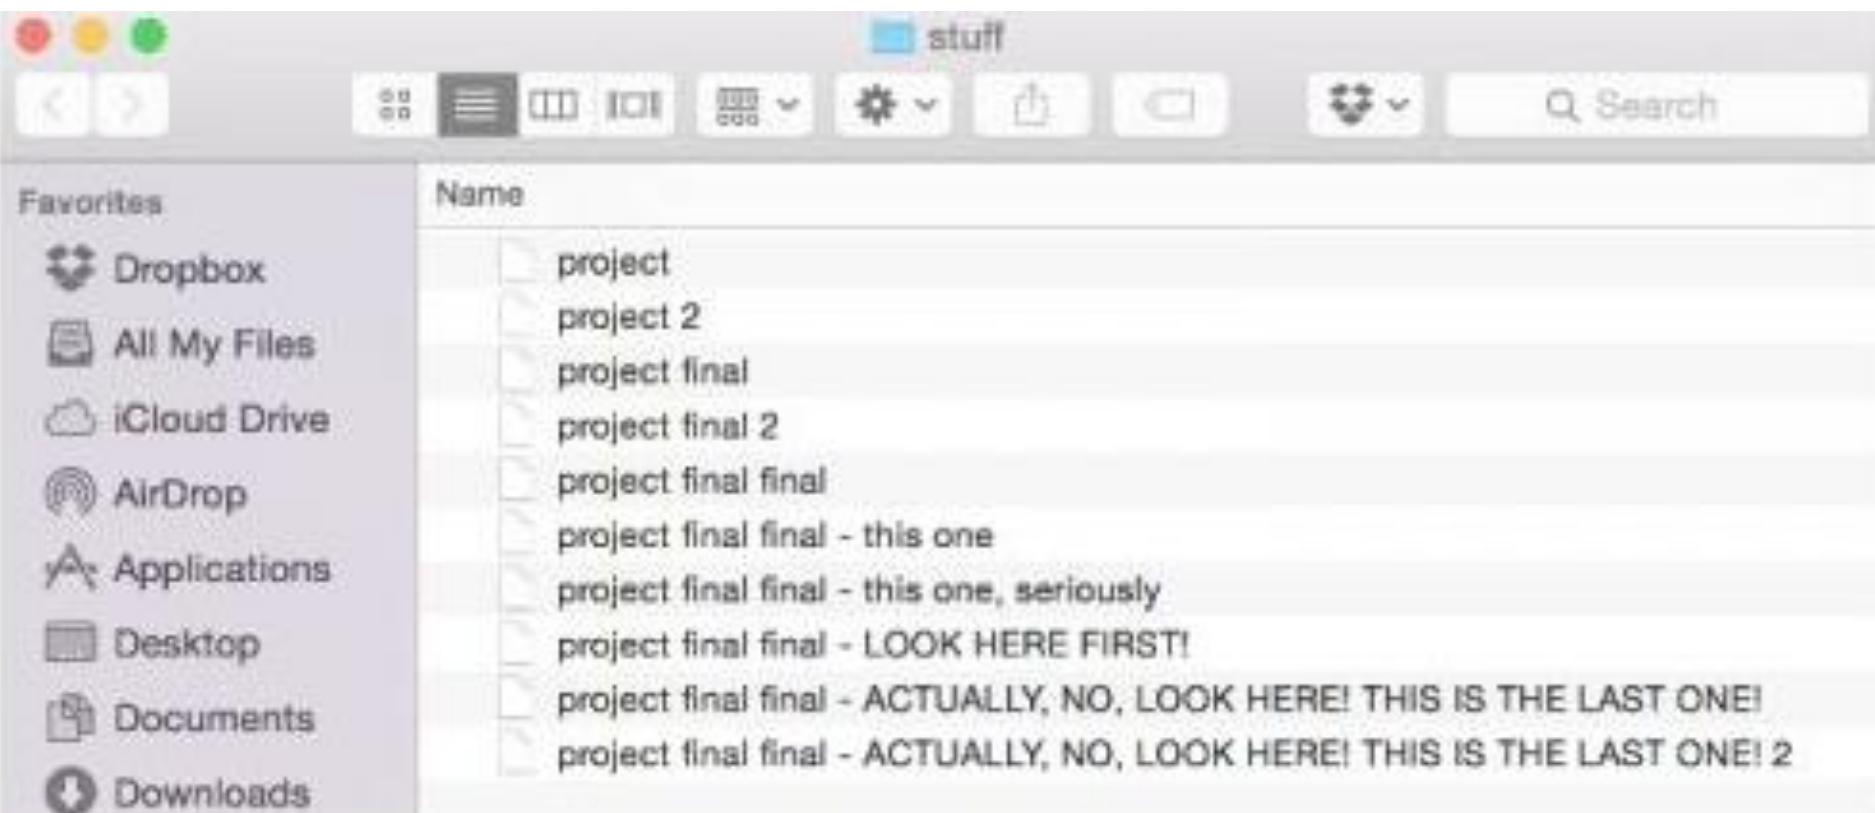 stuff
Search
Favorites
Dropbox
All My Files
iCloud Drive
AirDrop
Applications
Desktop
Documents
Downloads
Name
project
project 2
project final
project final 2
project final final
project final final - this one
project final final - this one, seriously
project final final - LOOK HERE FIRST!
project final final - ACTUALLY, NO, LOOK HERE! THIS IS THE LAST ONE!
project final final - ACTUALLY, NO, LOOK HERE! THIS IS THE LAST ONE! 2